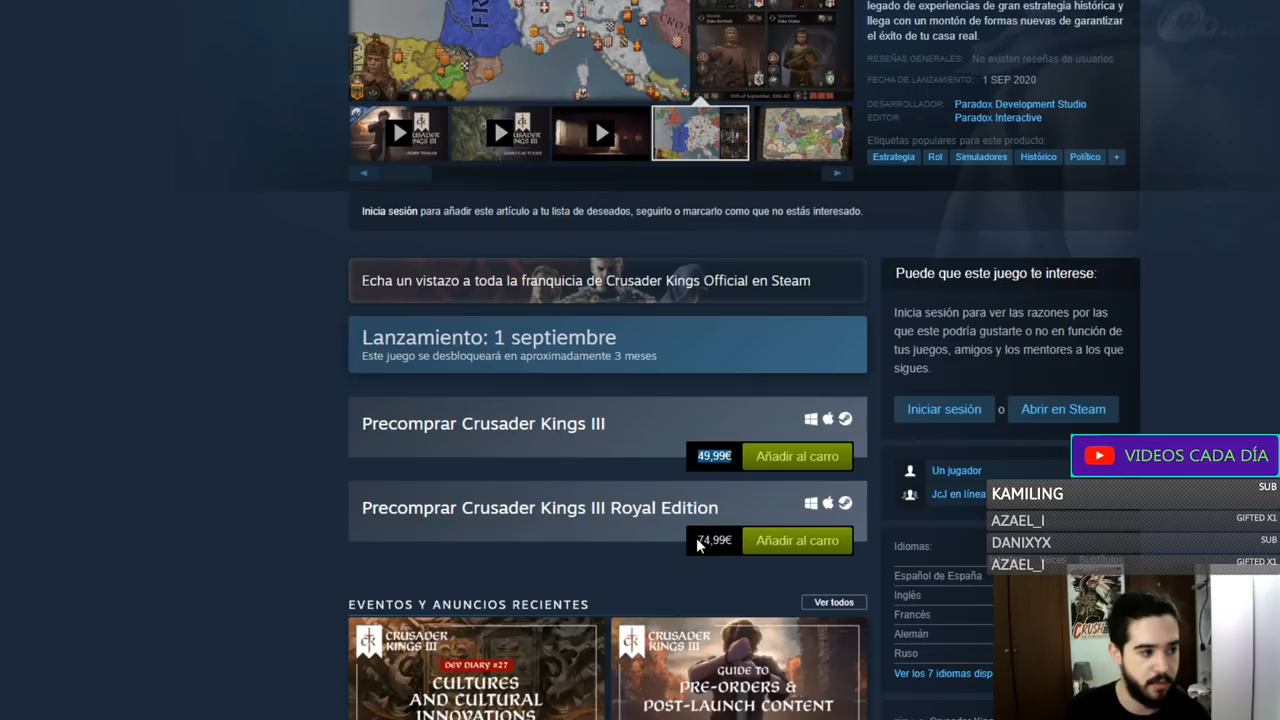 legado de experiencias de gran estrategia histórica y
llega con un montón de formas nuevas de garantizar
el éxito de tu casa real.
RESEÑAS GENERALES: No existen reseñas de usuarios
FECHA DE LANZAMIENTO: 1 SEP 2020
DESARROLLADOR: Paradox Development Studio
EDITOR: Paradox Interactive
Etiquetas populares para este producto:
Estrategia Rol Simuladores Histórico Político +
Inicia sesión para añadir este artículo a tu lista de deseados, seguirlo o marcarlo como que no estás interesado.
Echa un vistazo a toda la franquicia de Crusader Kings Official en Steam
Lanzamiento: 1 septiembre
Este juego se desbloqueará en aproximadamente 3 meses
Precomprar Crusader Kings III
49,99€ Añadir al carro
Precomprar Crusader Kings III Royal Edition
74,99€ Añadir al carro
EVENTOS Y ANUNCIOS RECIENTES Ver todos
CRUSADER
KINGS III
DEV DIARY #27
CULTURES
AND CULTURAL
INNOVATIONS
CRUSADER
KINGS III
GUIDE TO
PRE-ORDERS &
POST-LAUNCH CONTENT
Puede que este juego te interese:
Inicia sesión para ver las razones por las
que este podría gustarte o no en función de
tus juegos, amigos y los mentores a los que
sigues.
Iniciar sesión o Abrir en Steam
Un jugador
JcJ en línea
Idiomas:
Español de España
Inglés
Francés
Alemán
Ruso
Ver los 7 idiomas disp
VIDEOS CADA DÍA
KAMILING SUB
AZAEL_I GIFTED X1
DANIXYX SUB
AZAEL_I GIFTED X1